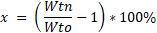 x = (Wtn/Wto − 1) * 100%